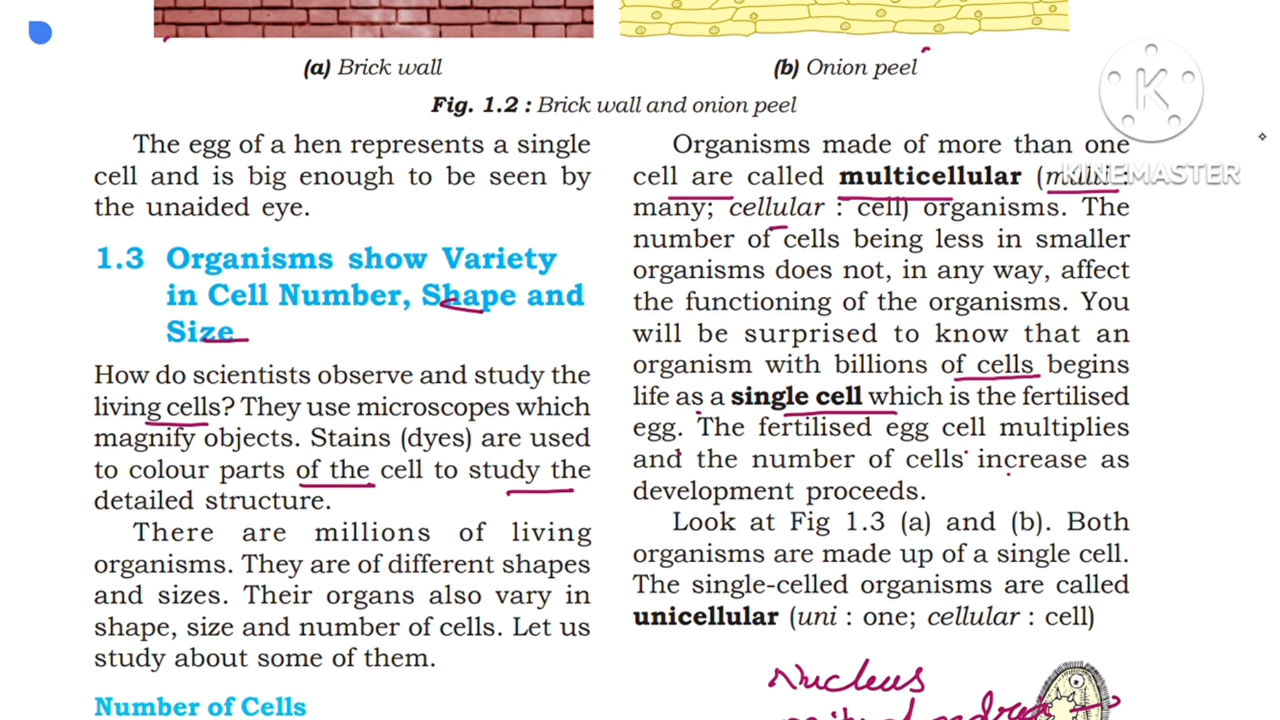 (a) Brick wall
(b) Onion peel
Fig. 1.2 : Brick wall and onion peel
The egg of a hen represents a single
cell and is big enough to be seen by
the unaided eye.
1.3 Organisms show Variety
in Cell Number, Shape and
Size
How do scientists observe and study the
living cells? They use microscopes which
magnify objects. Stains (dyes) are used
to colour parts of the cell to study the
detailed structure.
There are millions of living
organisms. They are of different shapes
and sizes. Their organs also vary in
shape, size and number of cells. Let us
study about some of them.
Number of Cells
Organisms made of more than one
cell are called multicellular (multi :
many; cellular : cell) organisms. The
number of cells being less in smaller
organisms does not, in any way, affect
the functioning of the organisms. You
will be surprised to know that an
organism with billions of cells begins
life as a single cell which is the fertilised
egg. The fertilised egg cell multiplies
and the number of cells increase as
development proceeds.
Look at Fig 1.3 (a) and (b). Both
organisms are made up of a single cell.
The single-celled organisms are called
unicellular (uni : one; cellular : cell)
Nucleus
K
KINEMASTER